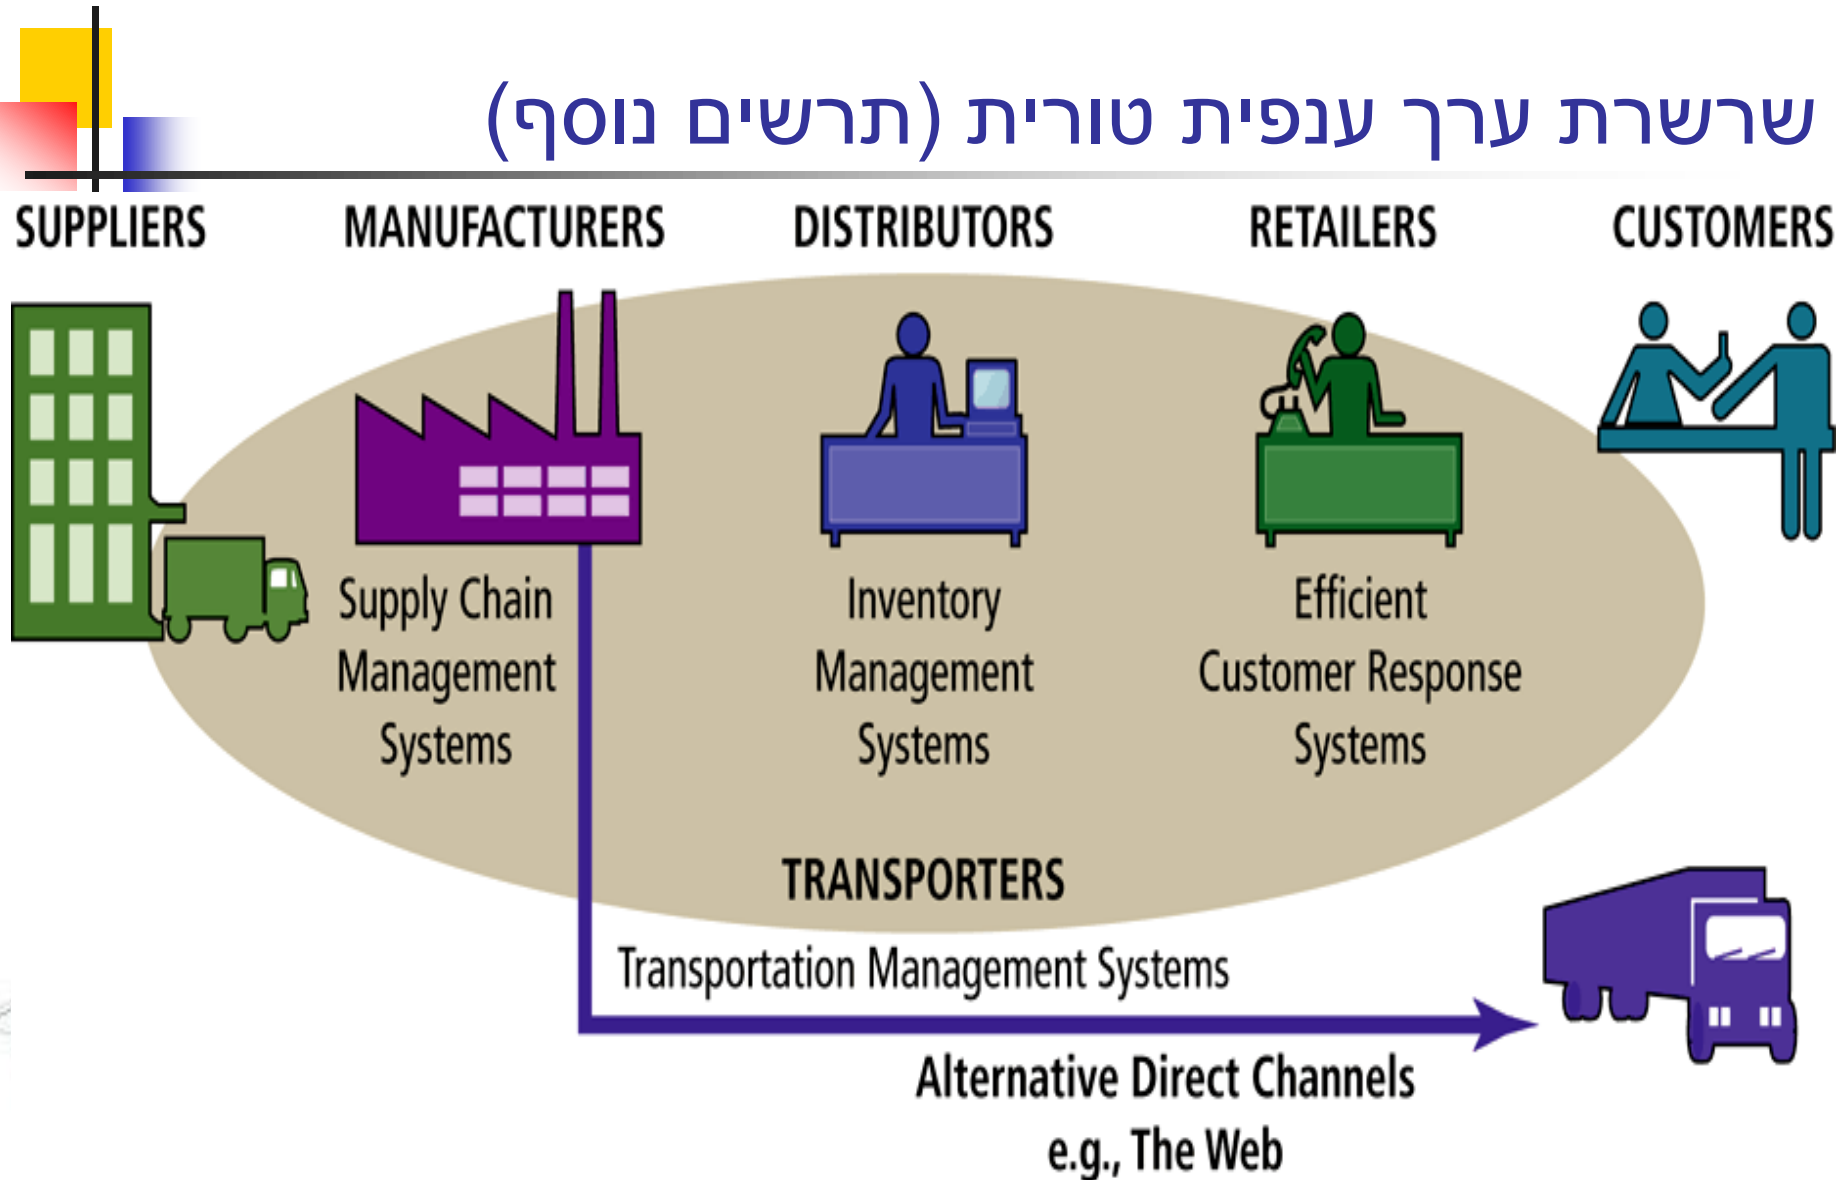 שרשרת ערך ענפית טורית (תרשים נוסף)
SUPPLIERS
MANUFACTURERS
DISTRIBUTORS
RETAILERS
CUSTOMERS
Supply Chain
Management
Systems
Inventory
Management
Systems
Efficient
Customer Response
Systems
TRANSPORTERS
Transportation Management Systems
Alternative Direct Channels
e.g., The Web